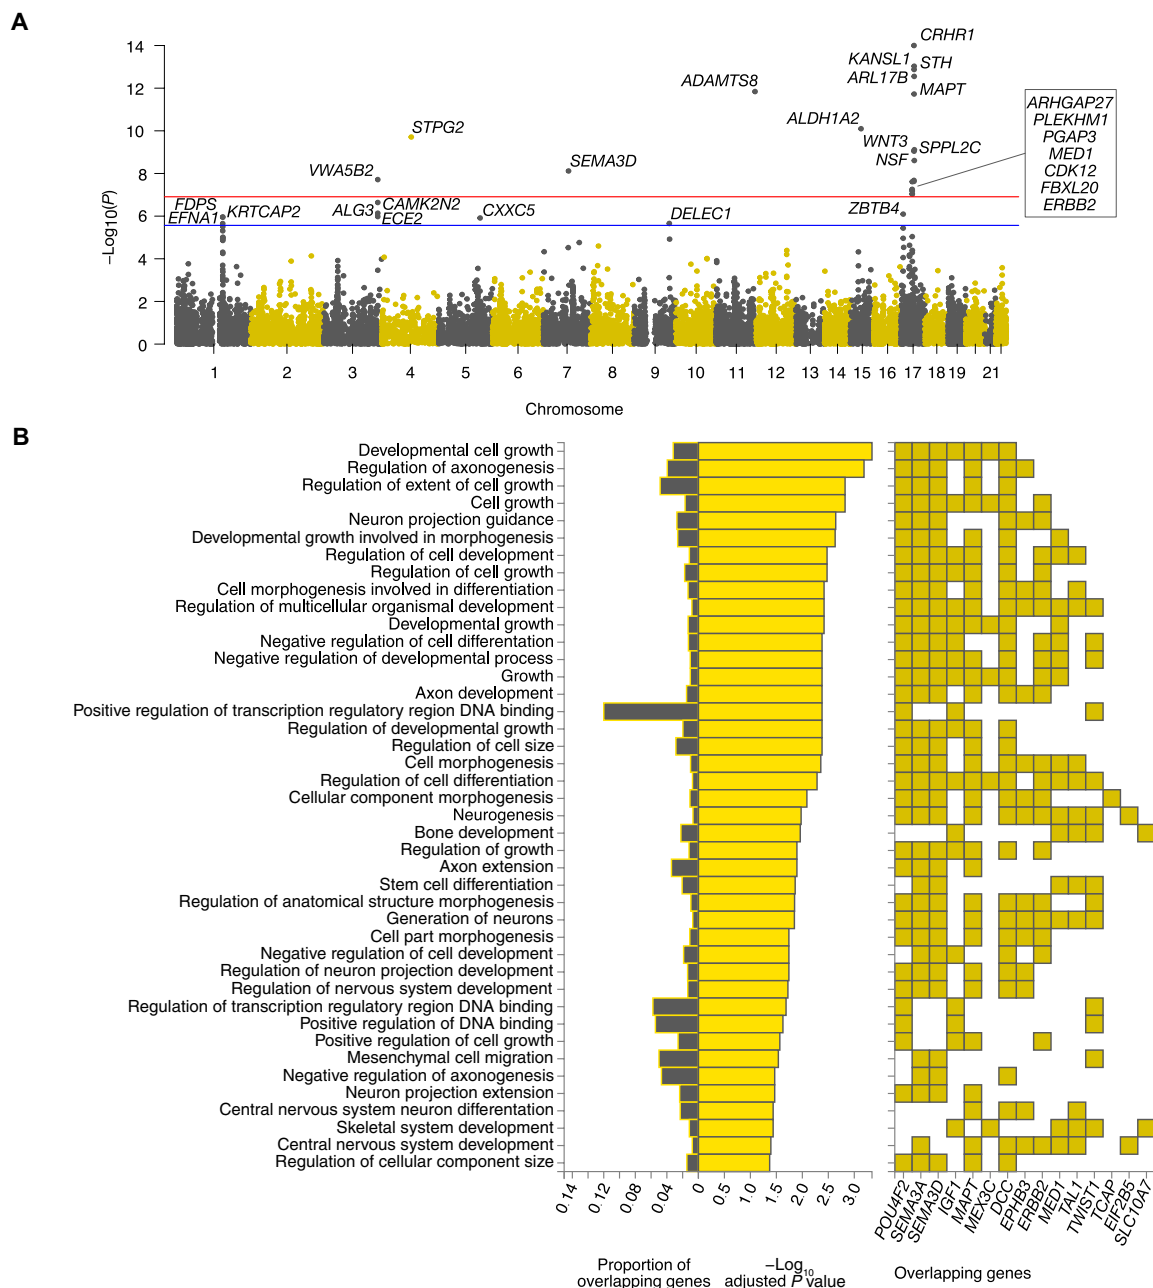 A
−Log10(P)
14
12
10
8
6
4
2
0
CRHR1
KANSL1
STH
ARL17B
MAPT
ADAMTS8
ALDH1A2
WNT3
SPPL2C
NSF
STPG2
SEMA3D
VWA5B2
ARHGAP27
PLEKHM1
PGAP3
MED1
CDK12
FBXL20
ERBB2
FDPS
EFNA1
KRTCAP2
ALG3
CAMK2N2
ECE2
CXXC5
DELEC1
ZBTB4
1 2 3 4 5 6 7 8 9 10 11 12 13 14 15 16 17 18 19 21
Chromosome
B
Developmental cell growth
Regulation of axonogenesis
Regulation of extent of cell growth
Cell growth
Neuron projection guidance
Developmental growth involved in morphogenesis
Regulation of cell development
Regulation of cell growth
Cell morphogenesis involved in differentiation
Regulation of multicellular organismal development
Developmental growth
Negative regulation of cell differentation
Negative regulation of developmental process
Growth
Axon development
Positive regulation of transcription regulatory region DNA binding
Regulation of developmental growth
Regulation of cell size
Cell morphogenesis
Regulation of cell differentiation
Cellular component morphogenesis
Neurogenesis
Bone development
Regulation of growth
Axon extension
Stem cell differentiation
Regulation of anatomical structure morphogenesis
Generation of neurons
Cell part morphogenesis
Negative regulation of cell development
Regulation of neuron projection development
Regulation of nervous system development
Regulation of transcription regulatory region DNA binding
Positive regulation of DNA binding
Positive regulation of cell growth
Mesenchymal cell migration
Negative regulation of axonogenesis
Neuron projection extension
Central nervous system neuron differentiation
Skeletal system development
Central nervous system development
Regulation of cellular component size
0.14 0.12 0.08 0.06 0.04 0 0.5 1.0 1.5 2.0 2.5 3.0
POU4F2 SEMA3A SEMA3D IGF1 MAPT MEX3C DCC EPHB3 ERBB2 MED1 TAL1 TWIST1 TCAP EIF2B5 SLC10A7
Proportion of
overlapping genes
−Log10
adjusted P value
Overlapping genes